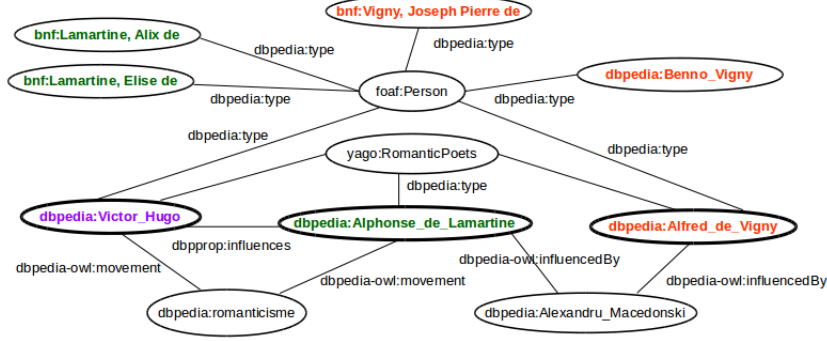 bnf:Vigny, Joseph Pierre de
bnf:Lamartine, Alix de
dbpedia:type
dbpedia:type
bnf:Lamartine, Elise de
dbpedia:Benno_Vigny
dbpedia:type
foaf:Person
dbpedia:type
dbpedia:type
dbpedia:type
yago:RomanticPoets
dbpedia:type
dbpedia:Victor_Hugo
dbpedia:Alphonse_de_Lamartine
dbpedia:Alfred_de_Vigny
dbpprop:influences
dbpedia-owl:movement
dbpedia-owl:influencedBy
dbpedia-owl:movement
dbpedia-owl:influencedBy
dbpedia:romanticisme
dbpedia:Alexandru_Macedonski